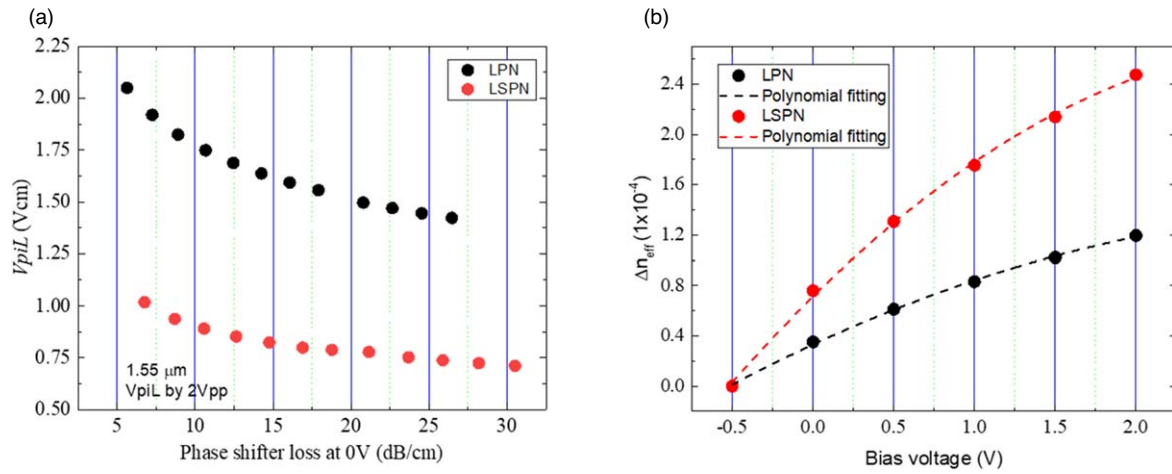 (a)
2.25
2.00
1.75
1.50
1.25
1.00
0.75
0.50
VpiL (Vcm)
LPN
LSPN
1.55 μm
VpiL by 2Vpp
5 10 15 20 25 30
Phase shifter loss at 0V (dB/cm)
(b)
2.4
2.0
1.6
1.2
0.8
0.4
0.0
Δn_eff (1x10⁻⁴)
LPN
Polynomial fitting
LSPN
Polynomial fitting
-0.5 0.0 0.5 1.0 1.5 2.0
Bias voltage (V)